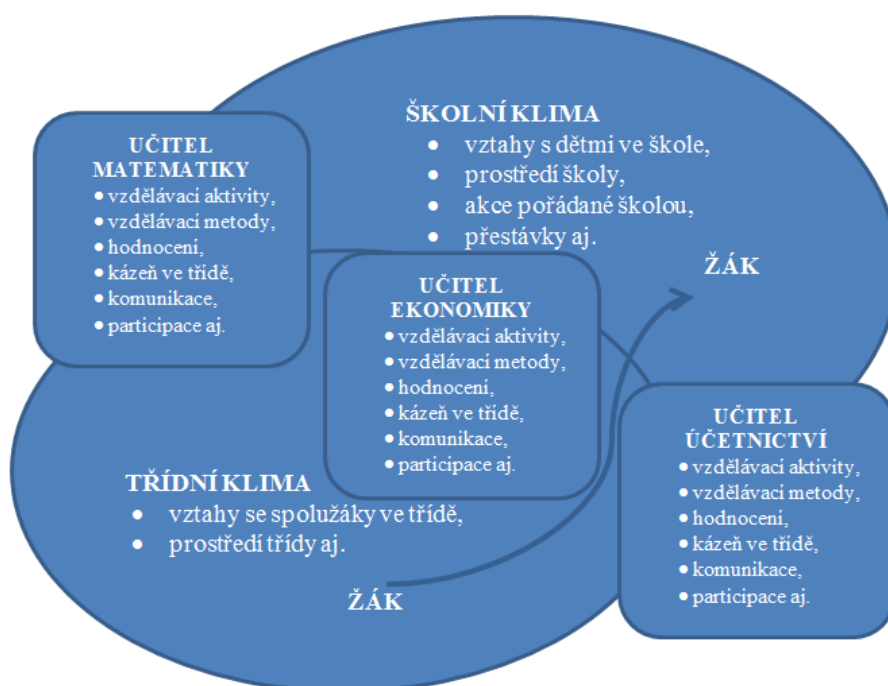 ŠKOLNÍ KLIMA
• vztahy s dětmi ve škole,
• prostředí školy,
• akce pořádané školou,
• přestávky aj.
UČITEL
MATEMATIKY
• vzdělávací aktivity,
• vzdělávací metody,
• hodnocení,
• kázeň ve třídě,
• komunikace,
• participace aj.
ŽÁK
UČITEL
EKONOMIKY
• vzdělávací aktivity,
• vzdělávací metody,
• hodnocení,
• kázeň ve třídě,
• komunikace,
• participace aj.
UČITEL
ÚČETNICTVÍ
• vzdělávací aktivity,
• vzdělávací metody,
• hodnocení,
• kázeň ve třídě,
• komunikace,
• participace aj.
TŘÍDNÍ KLIMA
• vztahy se spolužáky ve třídě,
• prostředí třídy aj.
ŽÁK